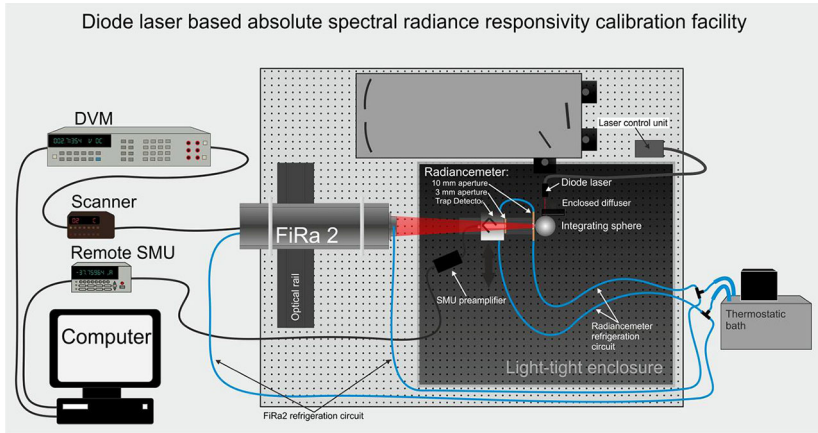 Diode laser based absolute spectral radiance responsivity calibration facility
DVM
Laser control unit
Radiancemeter:
10 mm aperture
3 mm aperture
Trap Detecto
Diode laser
Enclosed diffuser
Integrating sphere
Scanner
FiRa 2
Remote SMU
SMU preamplifier
Optical rail
Computer
Radiancemeter
refrigeration
circuit
Thermostatic
bath
Light-tight enclosure
FiRa2 refrigeration circuit